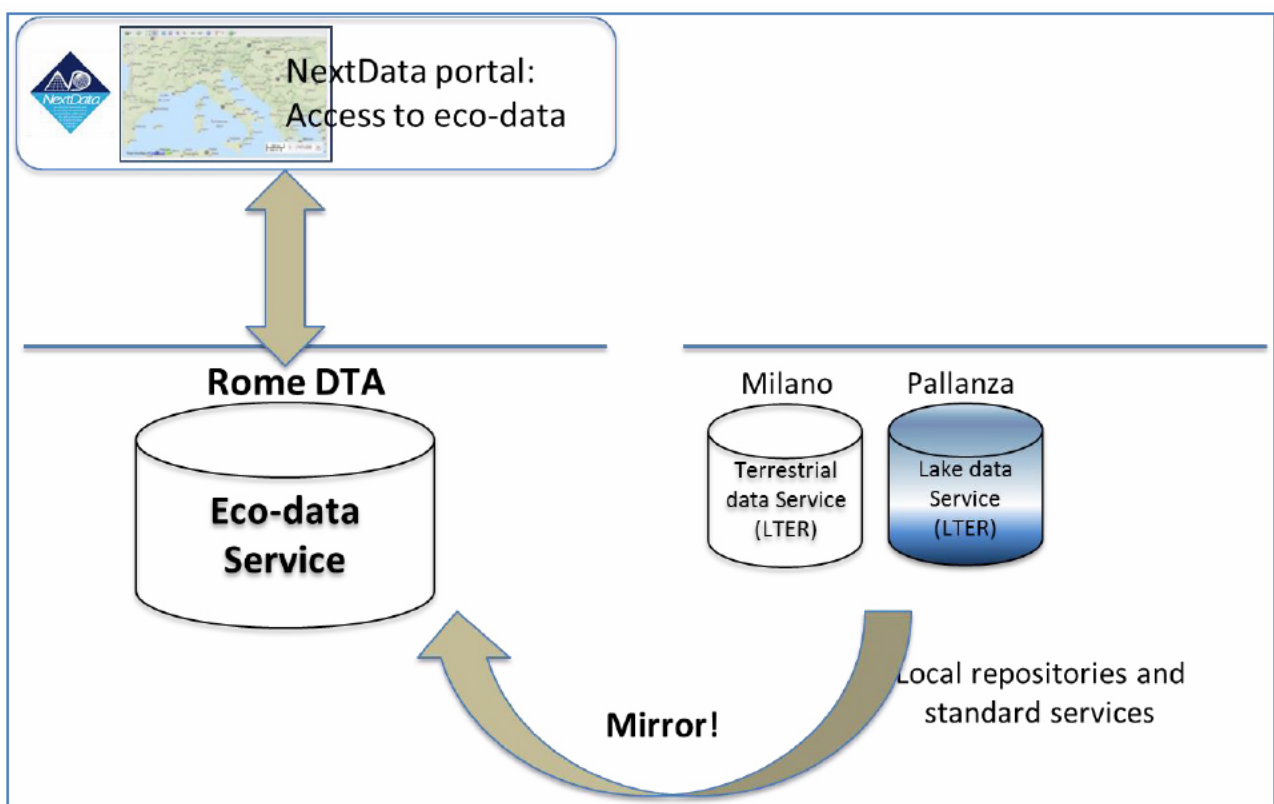 NextData
NextData portal:
Access to eco-data
Rome DTA
Eco-data
Service
Milano
Terrestrial
data Service
(LTER)
Pallanza
Lake data
Service
(LTER)
Mirror!
Local repositories and
standard services